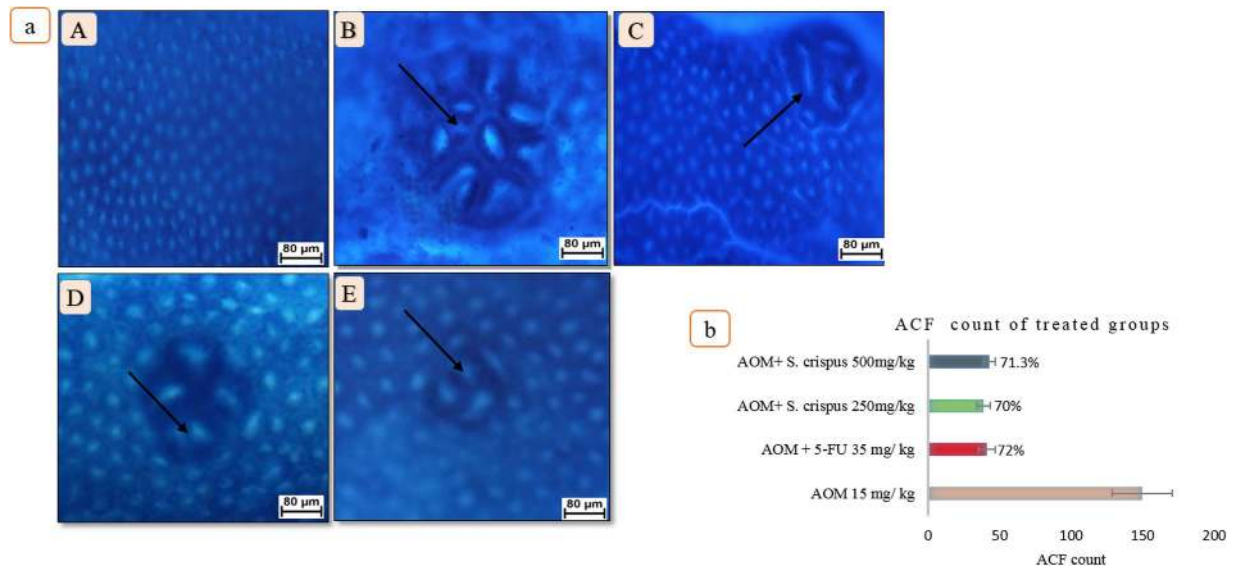 a
A
B
C
80 µm
80 µm
80 µm
D
E
80 µm
80 µm
b
ACF count of treated groups
AOM+ S. crispus 500mg/kg
71.3%
AOM+ S. crispus 250mg/kg
70%
AOM + 5-FU 35 mg/ kg
72%
AOM 15 mg/ kg
0 50 100 150 200
ACF count